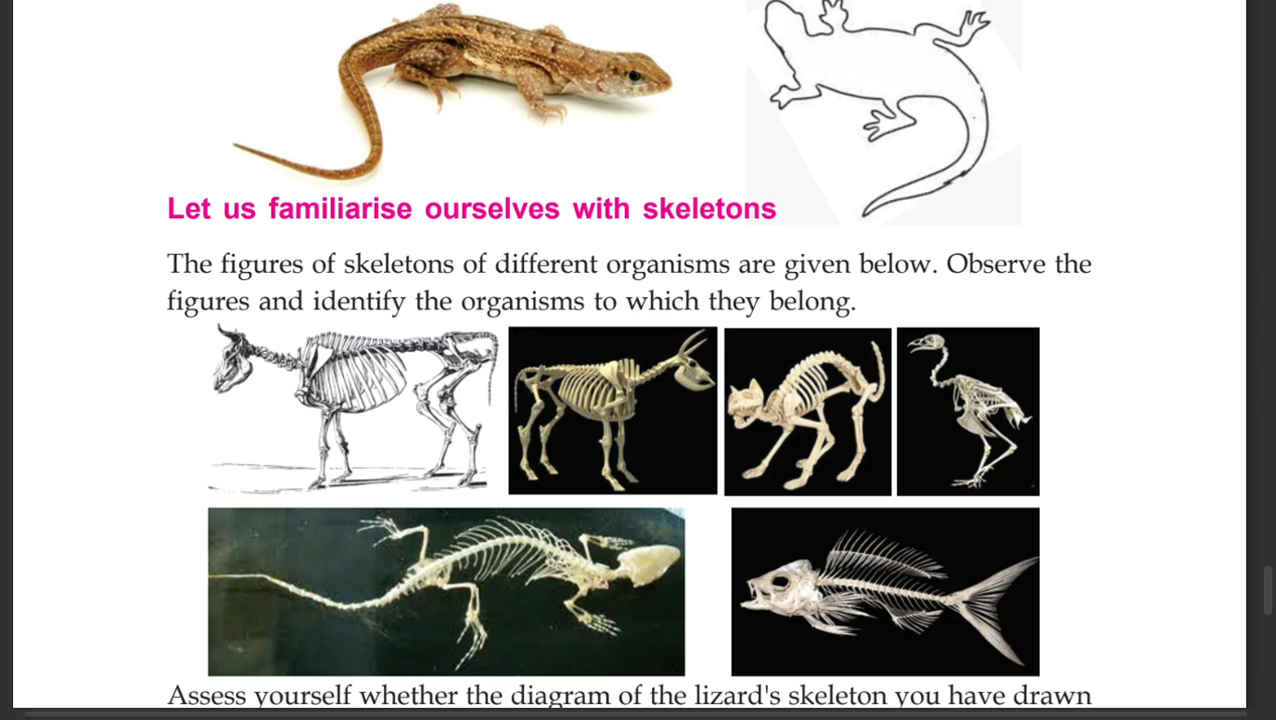 Let us familiarise ourselves with skeletons
The figures of skeletons of different organisms are given below. Observe the
figures and identify the organisms to which they belong.
Assess yourself whether the diagram of the lizard's skeleton you have drawn